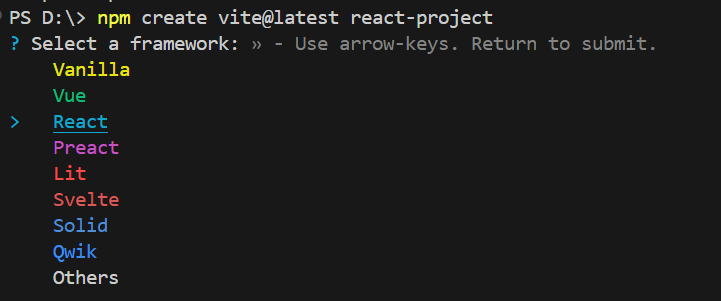 PS D:\> npm create vite@latest react-project
? Select a framework: » - Use arrow-keys. Return to submit.
Vanilla
Vue
> React
Preact
Lit
Svelte
Solid
Qwik
Others